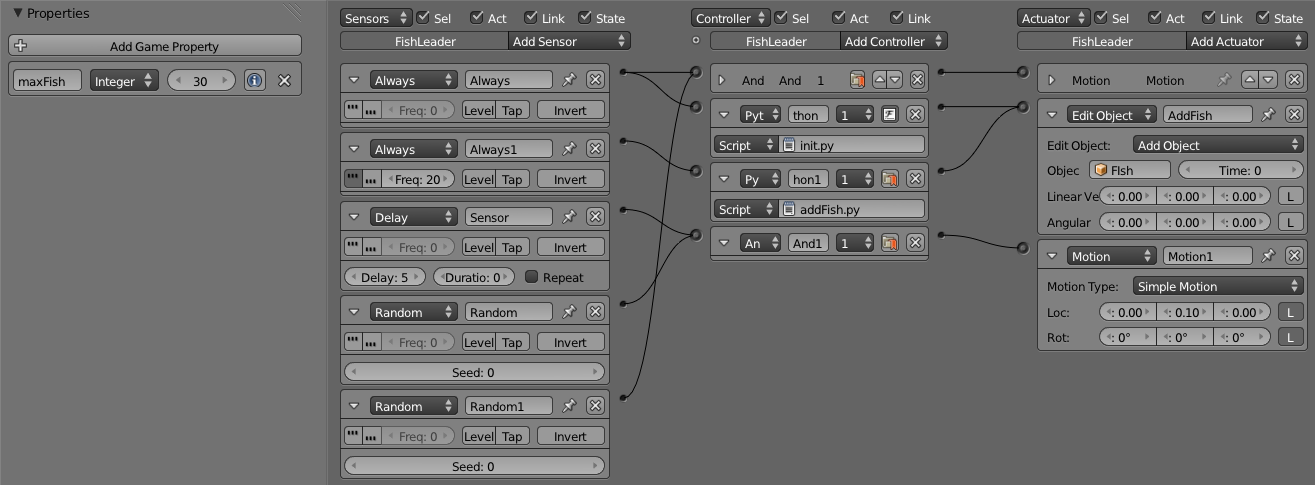 Properties
Add Game Property
maxFish Integer 30
Sensors Sel Act Link State
FishLeader Add Sensor
Always Always
Freq: 0 Level Tap Invert
Always Always1
Freq: 20 Level Tap Invert
Delay Sensor
Freq: 0 Level Tap Invert
Delay: 5 Duratio: 0 Repeat
Random Random
Freq: 0 Level Tap Invert
Seed: 0
Random Random1
Freq: 0 Level Tap Invert
Seed: 0
Controller Sel Act Link
FishLeader Add Controller
And And 1
Pyt thon 1
Script init.py
Py hon1 1
Script addFish.py
An And1 1
Actuator Sel Act Link State
FishLeader Add Actuator
Motion Motion
Edit Object AddFish
Edit Object: Add Object
Objec FIsh Time: 0
Linear Ve : 0.00 : 0.00 : 0.00 L
Angular : 0.00 : 0.00 : 0.00 L
Motion Motion1
Motion Type: Simple Motion
Loc: : 0.00 : 0.10 : 0.00 L
Rot: : 0° : 0° : 0° L